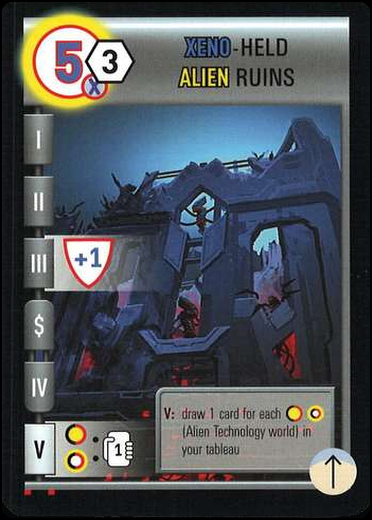 5 3 XENO-HELD
X ALIEN RUINS
I
II
III +1
$
IV
V 1
V: draw 1 card for each
(Alien Technology world) in
your tableau